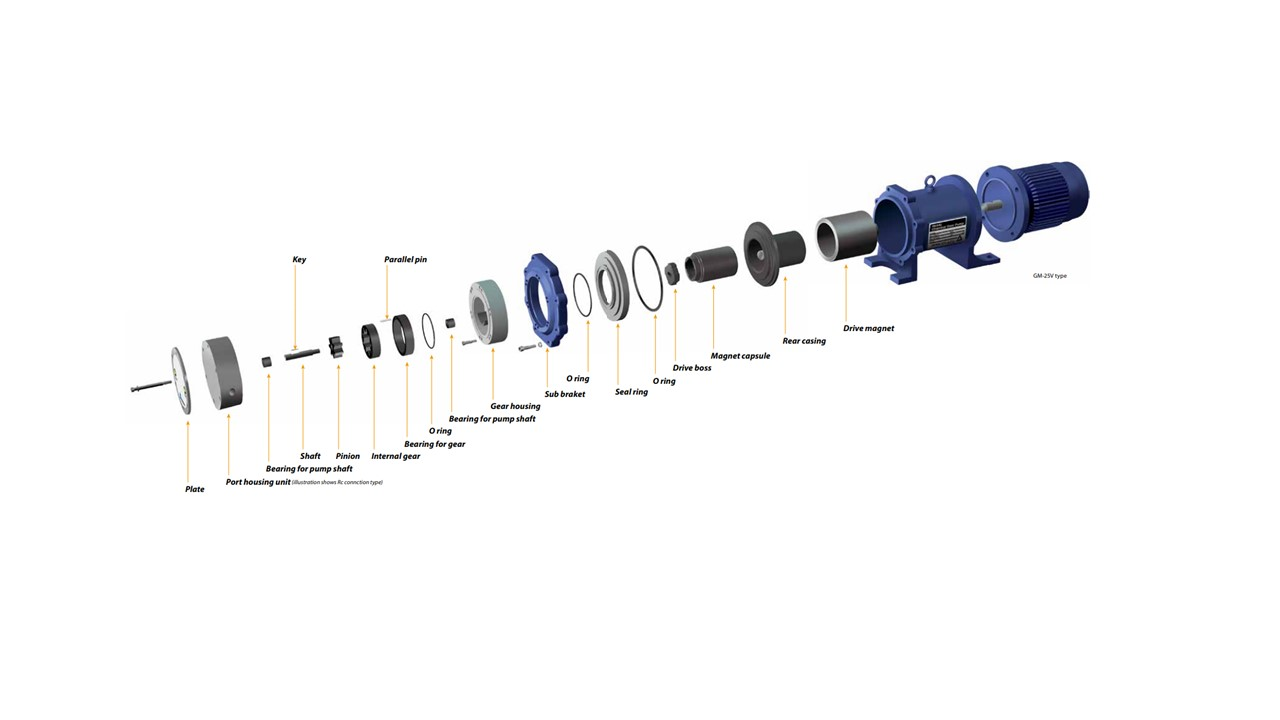 Key
Parallel pin
GM-25V type
Drive magnet
Rear casing
Magnet capsule
Drive boss
O ring
O ring
Seal ring
Sub braket
Gear housing
Bearing for pump shaft
O ring
Bearing for gear
Shaft
Pinion
Internal gear
Bearing for pump shaft
Port housing unit (illustration shows Rc connction type)
Plate